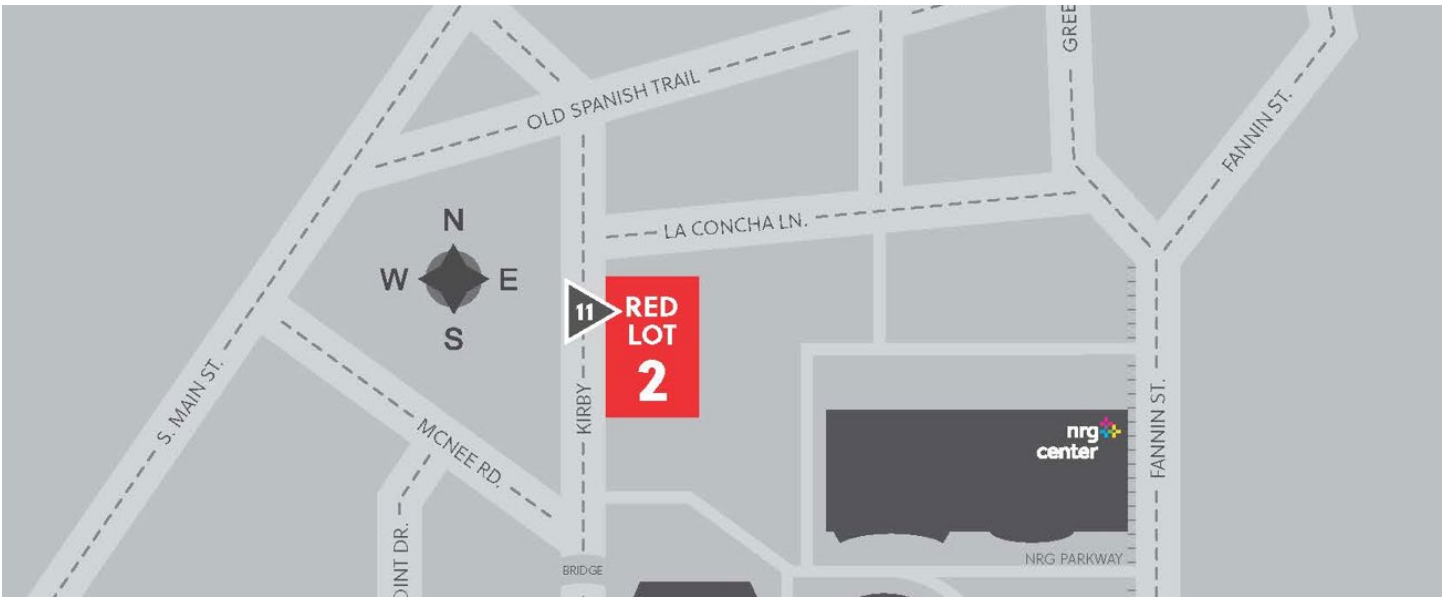 GREE
OLD SPANISH TRAIL
FANNIN ST.
N
W
E
S
LA CONCHA LN.
11
RED
LOT
2
S. MAIN ST.
KIRBY
MCNEE RD.
nrg
center
FANNIN ST.
OINT DR.
BRIDGE
NRG PARKWAY